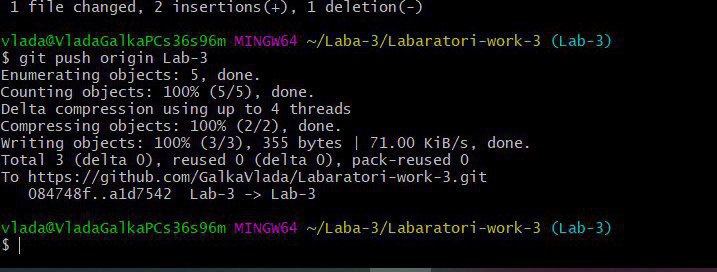 1 file changed, 2 insertions(+), 1 deletion(-)
vlada@VladaGalkaPCs36s96m MINGW64 ~/Laba-3/Labaratori-work-3 (Lab-3)
$ git push origin Lab-3
Enumerating objects: 5, done.
Counting objects: 100% (5/5), done.
Delta compression using up to 4 threads
Compressing objects: 100% (2/2), done.
Writing objects: 100% (3/3), 355 bytes | 71.00 KiB/s, done.
Total 3 (delta 0), reused 0 (delta 0), pack-reused 0
To https://github.com/GalkaVlada/Labaratori-work-3.git
084748f..a1d7542  Lab-3 -> Lab-3
vlada@VladaGalkaPCs36s96m MINGW64 ~/Laba-3/Labaratori-work-3 (Lab-3)
$